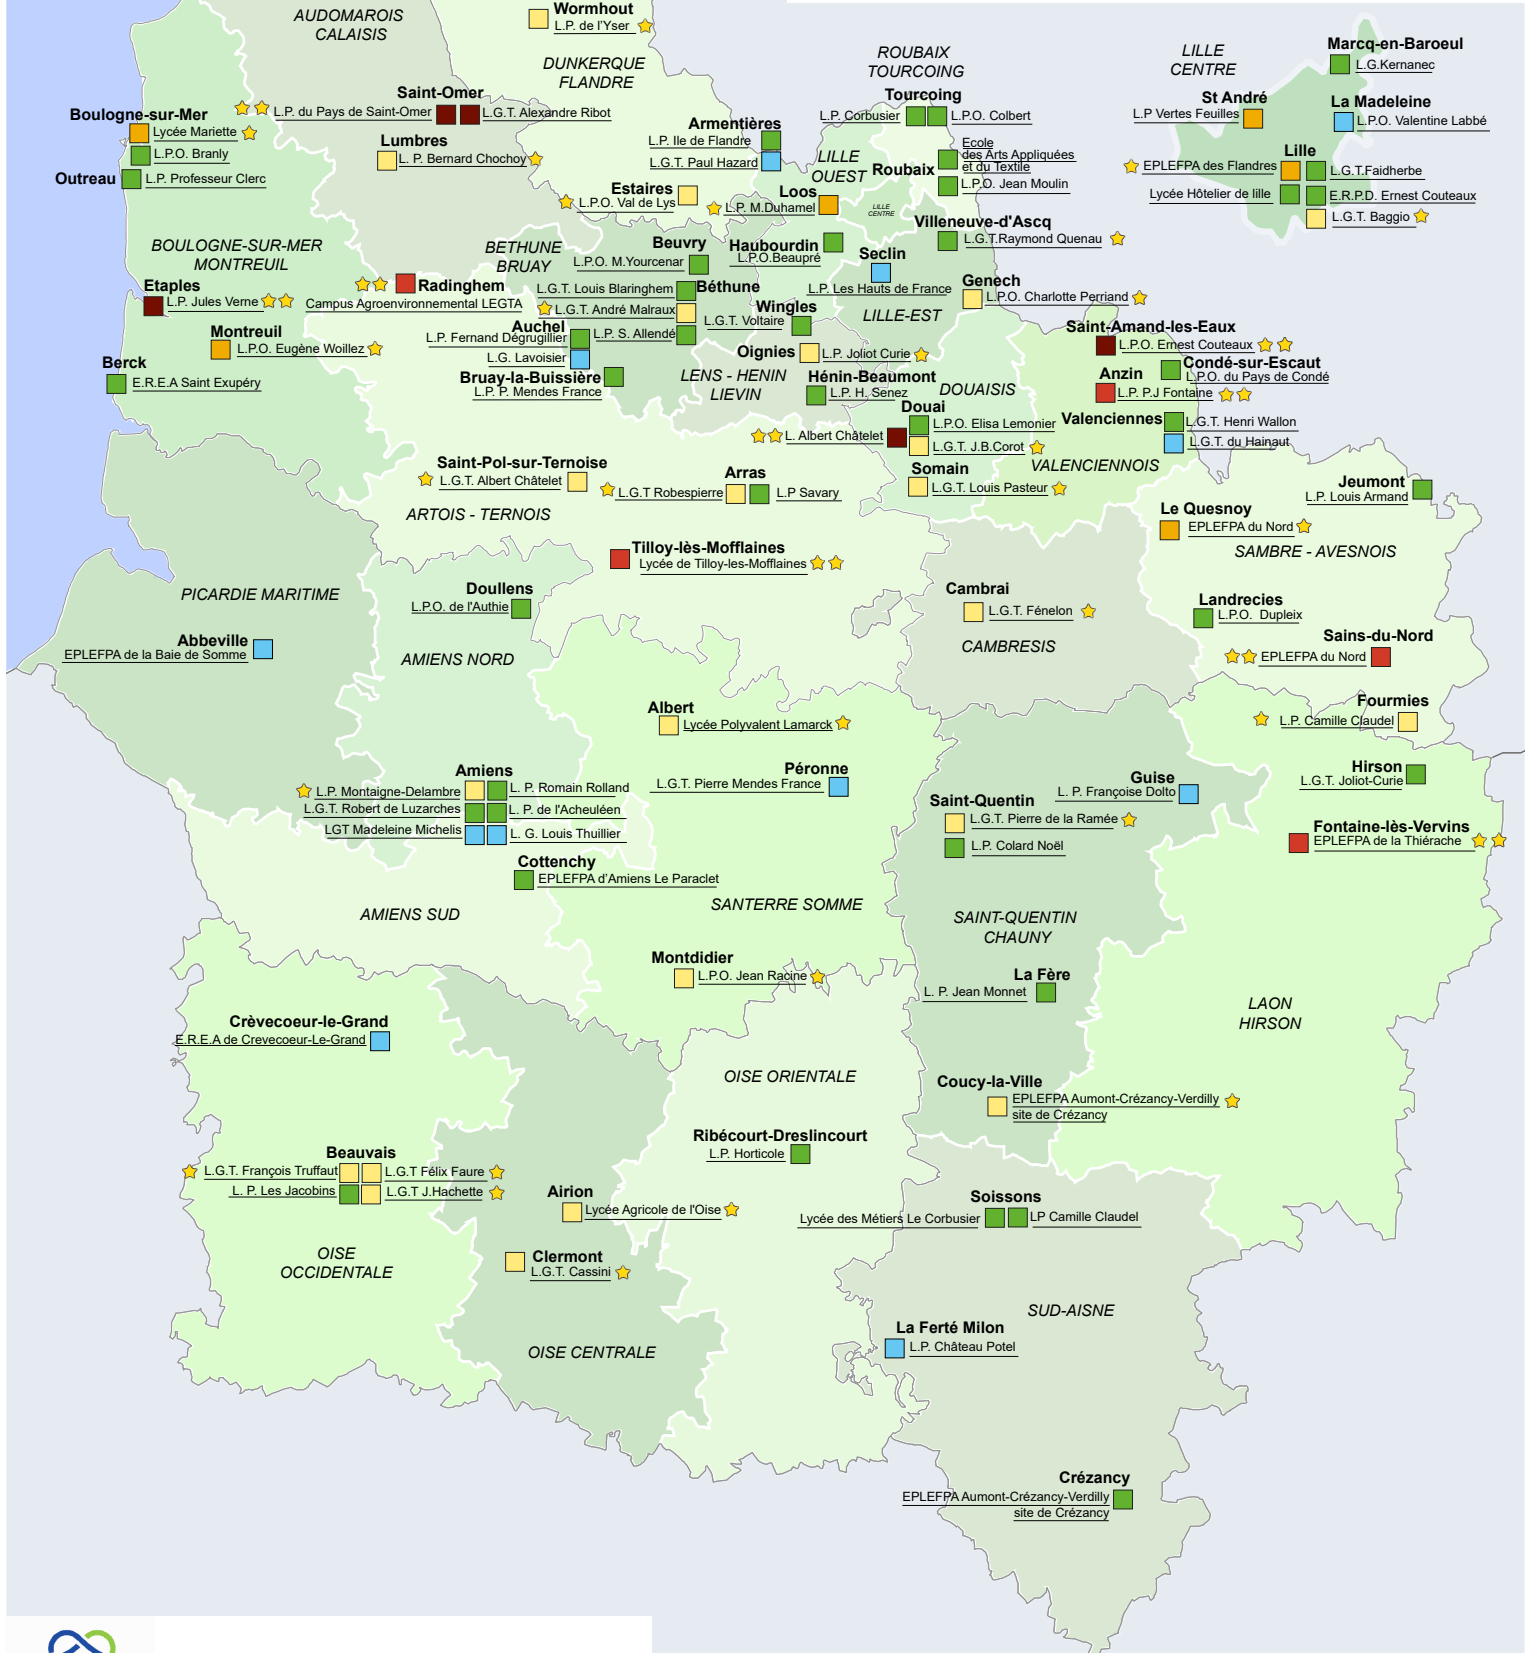 AUDOMAROIS
CALAISIS
Wormhout
L.P. de l'Yser
DUNKERQUE
FLANDRE
ROUBAIX
TOURCOING
LILLE
CENTRE
Marcq-en-Baroeul
L.G.Kernanec
Saint-Omer
L.P. du Pays de Saint-Omer
L.G.T. Alexandre Ribot
Tourcoing
L.P. Corbusier
L.P.O. Colbert
St André
L.P Vertes Feuilles
La Madeleine
L.P.O. Valentine Labbé
Boulogne-sur-Mer
Lycée Mariette
L.P.O. Branly
Outreau
L.P. Professeur Clerc
Lumbres
L. P. Bernard Chochoy
Armentières
L.P. Ile de Flandre
L.G.T. Paul Hazard
LILLE
OUEST
Roubaix
Ecole
des Arts Appliquées
et du Textile
L.P.O. Jean Moulin
Lille
EPLEFPA des Flandres
L.G.T.Faidherbe
Lycée Hôtelier de lille
E.R.P.D. Ernest Couteaux
L.G.T. Baggio
Estaires
L.P.O. Val de Lys
Loos
L.P. M.Duhamel
LILLE
CENTRE
Villeneuve-d'Ascq
L.G.T.Raymond Quenau
BOULOGNE-SUR-MER
MONTREUIL
BETHUNE
BRUAY
Beuvry
L.P.O. M.Yourcenar
Haubourdin
L.P.O.Beaupré
Seclin
L.P. Les Hauts de France
Genech
L.P.O. Charlotte Perriand
Etaples
L.P. Jules Verne
Radinghem
Campus Agroenvironnemental LEGTA
L.G.T. Louis Blaringhem
Béthune
L.G.T. André Malraux
L.P. S. Allendé
Wingles
L.G.T. Voltaire
LILLE-EST
Auchel
L.P. Fernand Dégrugillier
L.G. Lavoisier
Montreuil
L.P.O. Eugène Woillez
Saint-Amand-les-Eaux
L.P.O. Ernest Couteaux
Oignies
L.P. Joliot Curie
Condé-sur-Escaut
L.P.O. du Pays de Condé
Berck
E.R.E.A Saint Exupéry
Bruay-la-Buissière
L.P. P. Mendes France
LENS - HENIN
LIEVIN
Hénin-Beaumont
L.P. H. Senez
DOUAISIS
Anzin
L.P. P.J Fontaine
Douai
L.P.O. Elisa Lemonier
L. Albert Châtelet
L.G.T. J.B.Corot
Valenciennes
L.G.T. Henri Wallon
L.G.T. du Hainaut
VALENCIENNOIS
Saint-Pol-sur-Ternoise
L.G.T. Albert Châtelet
Arras
L.G.T Robespierre
L.P Savary
Somain
L.G.T. Louis Pasteur
Jeumont
L.P. Louis Armand
ARTOIS - TERNOIS
Le Quesnoy
EPLEFPA du Nord
SAMBRE - AVESNOIS
Tilloy-lès-Mofflaines
Lycée de Tilloy-les-Mofflaines
PICARDIE MARITIME
Doullens
L.P.O. de l'Authie
Cambrai
L.G.T. Fénelon
CAMBRESIS
Landrecies
L.P.O. Dupleix
Sains-du-Nord
EPLEFPA du Nord
Abbeville
EPLEFPA de la Baie de Somme
AMIENS NORD
Albert
Lycée Polyvalent Lamarck
Fourmies
L.P. Camille Claudel
Amiens
L.P. Montaigne-Delambre
L. P. Romain Rolland
L.G.T. Robert de Luzarches
L. P. de l'Acheuléen
LGT Madeleine Michelis
L. G. Louis Thuillier
Péronne
L.G.T. Pierre Mendes France
Guise
L. P. Françoise Dolto
Hirson
L.G.T. Joliot-Curie
Saint-Quentin
L.G.T. Pierre de la Ramée
L.P. Colard Noël
Fontaine-lès-Vervins
EPLEFPA de la Thiérache
Cottenchy
EPLEFPA d'Amiens Le Paraclet
AMIENS SUD
SANTERRE SOMME
SAINT-QUENTIN
CHAUNY
Montdidier
L.P.O. Jean Racine
La Fère
L. P. Jean Monnet
LAON
HIRSON
Crèvecoeur-le-Grand
E.R.E.A de Crevecoeur-Le-Grand
OISE ORIENTALE
Coucy-la-Ville
EPLEFPA Aumont-Crézancy-Verdilly
site de Crézancy
Ribécourt-Dreslincourt
L.P. Horticole
Beauvais
L.G.T. François Truffaut
L.G.T Félix Faure
L. P. Les Jacobins
L.G.T J.Hachette
Airion
Lycée Agricole de l'Oise
Soissons
Lycée des Métiers Le Corbusier
LP Camille Claudel
OISE
OCCIDENTALE
Clermont
L.G.T. Cassini
SUD-AISNE
La Ferté Milon
L.P. Château Potel
OISE CENTRALE
Crézancy
EPLEFPA Aumont-Crézancy-Verdilly
site de Crézancy